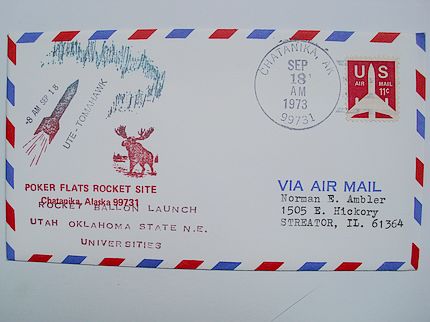 -8 AM SEP 18
UTE-TOMAHAWK
CHATANIKA, AK
SEP
18
AM
1973
99731
US
AIR MAIL
11¢
POKER FLATS ROCKET SITE
Chatanika, Alaska 99731
ROCKET BALLON LAUNCH
UTAH OKLAHOMA STATE N.E.
UNIVERSITIES
VIA AIR MAIL
Norman E. Ambler
1505 E. Hickory
STREATOR, IL. 61364